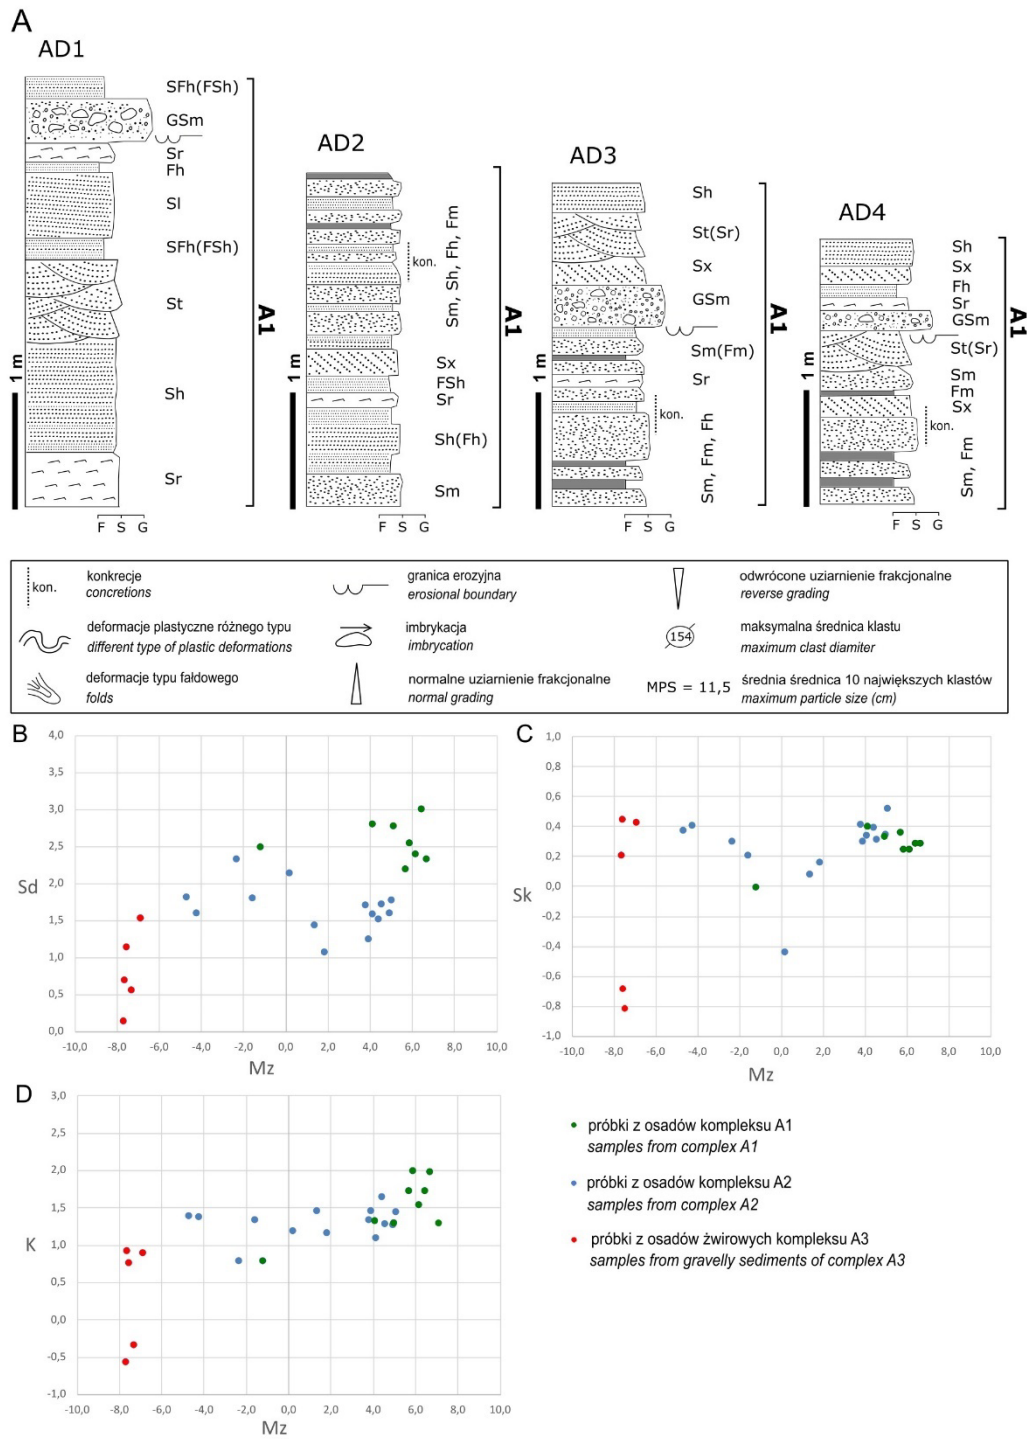 A
AD1
SFh(FSh)
GSm
Sr
Fh
Sl
SFh(FSh)
St
Sh
Sr
A1
1 m
F S G
AD2
kon.
Sm, Sh, Fh, Fm
Sx
FSh
Sr
Sh(Fh)
Sm
A1
1 m
F S G
AD3
Sh
St(Sr)
Sx
GSm
Sm(Fm)
Sr
kon.
Sm, Fm, Fh
A1
1 m
F S G
AD4
Sh
Sx
Fh
Sr
GSm
St(Sr)
Sm
Fm
Sx
kon.
Sm, Fm
A1
1 m
F S G
kon.
konkrecje
concretions
deformacje plastyczne różnego typu
different type of plastic deformations
deformacje typu fałdowego
folds
granica erozyjna
erosional boundary
imbrykacja
imbrycation
normalne uziarnienie frakcjonalne
normal grading
odwrócone uziarnienie frakcjonalne
reverse grading
154
maksymalna średnica klastu
maximum clast diamiter
MPS = 11,5
średnia średnica 10 największych klastów
maximum particle size (cm)
B
4,0
3,5
3,0
2,5
2,0
1,5
1,0
0,5
0,0
Sd
-10,0 -8,0 -6,0 -4,0 -2,0 0,0 2,0 4,0 6,0 8,0 10,0
Mz
C
1,0
0,8
0,6
0,4
0,2
0,0
-0,2
-0,4
-0,6
-0,8
-1,0
Sk
-10,0 -8,0 -6,0 -4,0 -2,0 0,0 2,0 4,0 6,0 8,0 10,0
Mz
D
3,0
2,5
2,0
1,5
1,0
0,5
0,0
-0,5
-1,0
K
-10,0 -8,0 -6,0 -4,0 -2,0 0,0 2,0 4,0 6,0 8,0 10,0
Mz
próbki z osadów kompleksu A1
samples from complex A1
próbki z osadów kompleksu A2
samples from complex A2
próbki z osadów żwirowych kompleksu A3
samples from gravelly sediments of complex A3